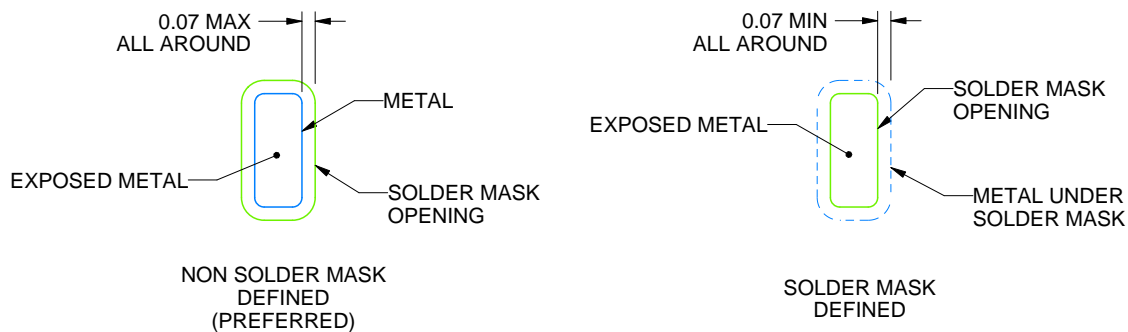 0.07 MAX
ALL AROUND
METAL
EXPOSED METAL
SOLDER MASK
OPENING
NON SOLDER MASK
DEFINED
(PREFERRED)
0.07 MIN
ALL AROUND
SOLDER MASK
OPENING
EXPOSED METAL
METAL UNDER
SOLDER MASK
SOLDER MASK
DEFINED